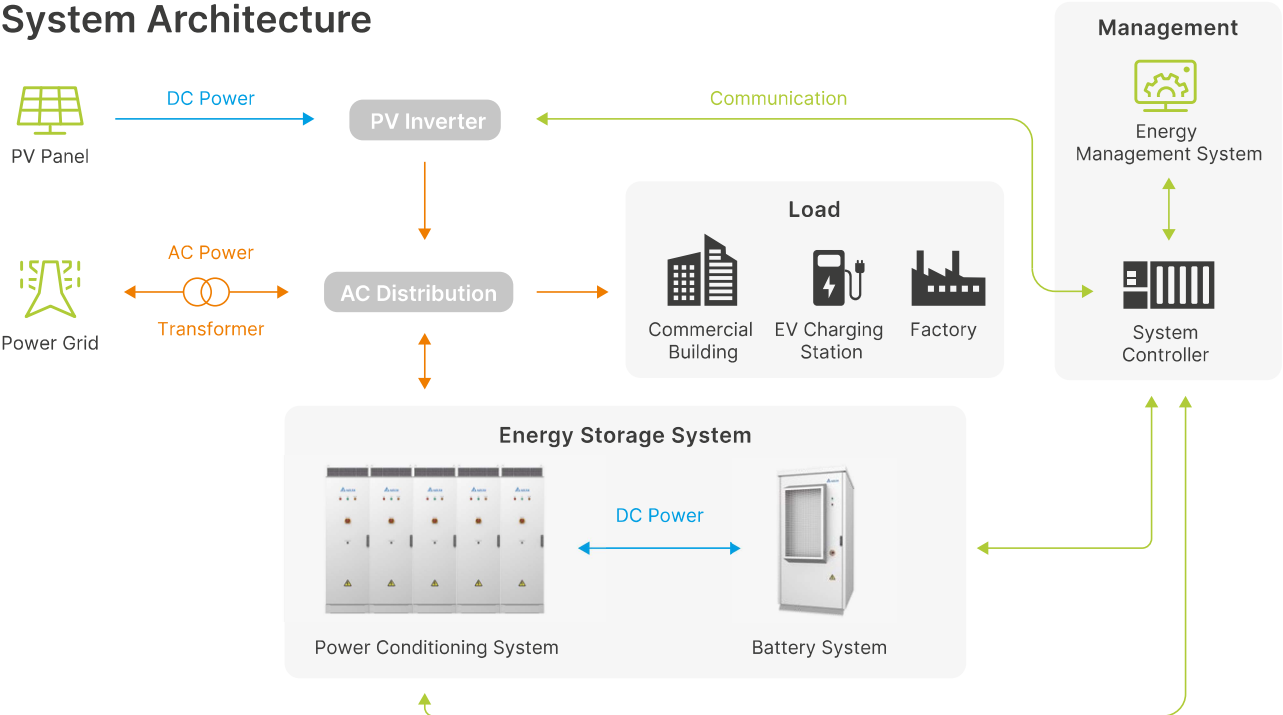 System Architecture
Management
DC Power
PV Inverter
Communication
PV Panel
Energy
Management System
Load
AC Power
AC Distribution
Transformer
Power Grid
Commercial
Building
EV Charging
Station
Factory
System
Controller
Energy Storage System
DC Power
Power Conditioning System
Battery System